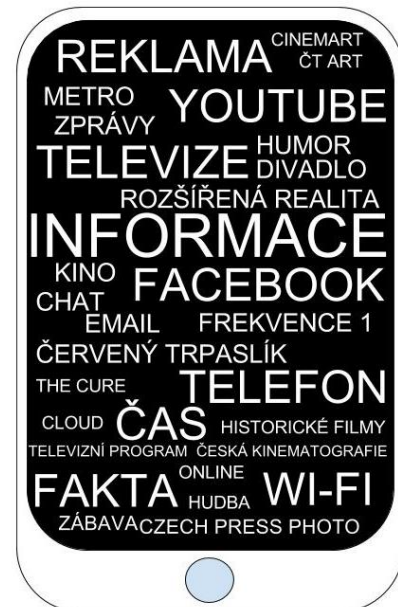 REKLAMA CINEMART
ČT ART
METRO YOUTUBE
ZPRÁVY
TELEVIZE HUMOR
DIVADLO
ROZŠÍŘENÁ REALITA
INFORMACE
KINO FACEBOOK
CHAT
EMAIL FREKVENCE 1
ČERVENÝ TRPASLÍK
THE CURE TELEFON
CLOUD ČAS HISTORICKÉ FILMY
TELEVIZNÍ PROGRAM ČESKÁ KINEMATOGRAFIE
ONLINE
FAKTA HUDBA WI-FI
ZÁBAVA CZECH PRESS PHOTO